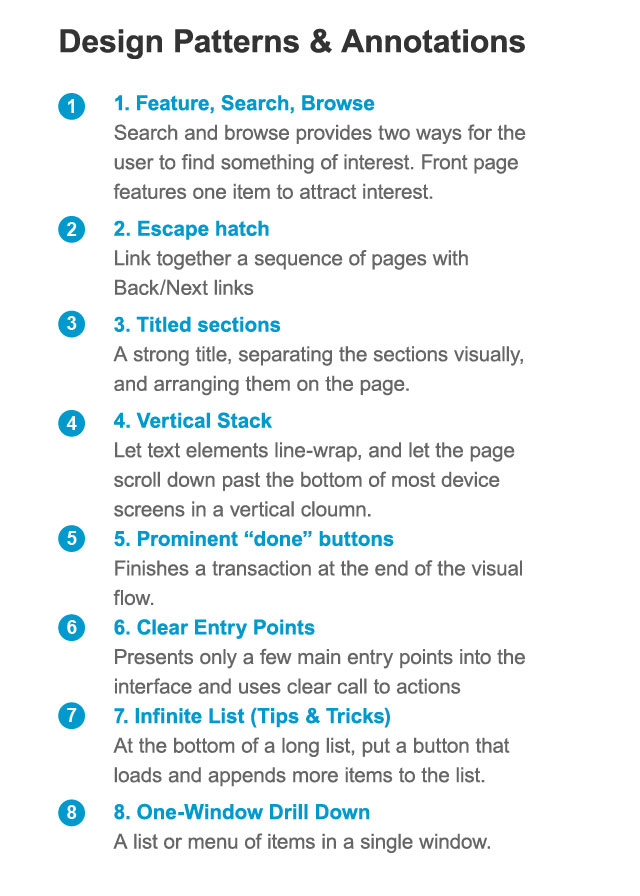 Design Patterns & Annotations
1 1. Feature, Search, Browse
Search and browse provides two ways for the
user to find something of interest. Front page
features one item to attract interest.
2 2. Escape hatch
Link together a sequence of pages with
Back/Next links
3 3. Titled sections
A strong title, separating the sections visually,
and arranging them on the page.
4 4. Vertical Stack
Let text elements line-wrap, and let the page
scroll down past the bottom of most device
screens in a vertical cloumn.
5 5. Prominent “done” buttons
Finishes a transaction at the end of the visual
flow.
6 6. Clear Entry Points
Presents only a few main entry points into the
interface and uses clear call to actions
7 7. Infinite List (Tips & Tricks)
At the bottom of a long list, put a button that
loads and appends more items to the list.
8 8. One-Window Drill Down
A list or menu of items in a single window.